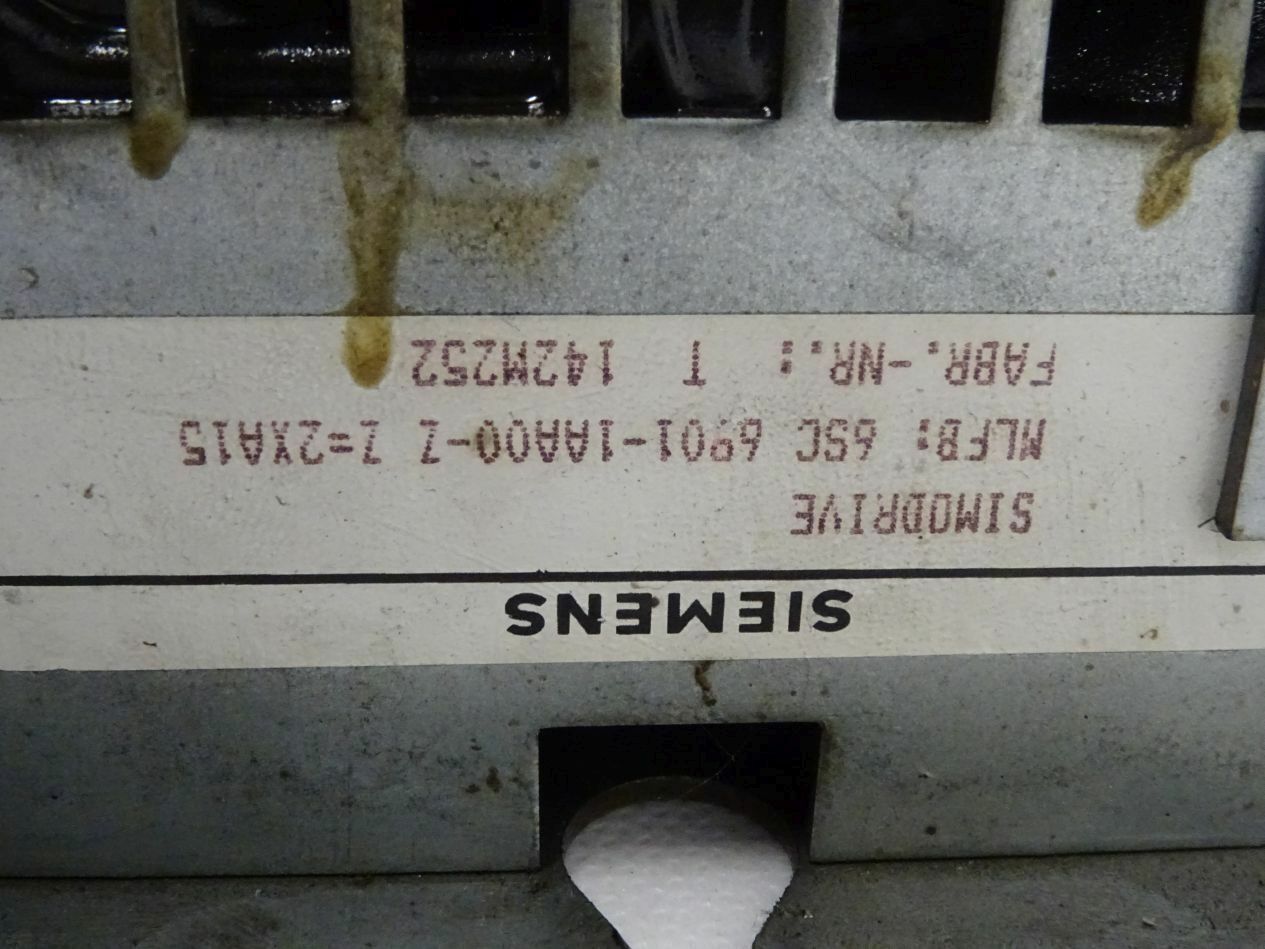 SIEMENS
SIMODRIVE
MLFB: 6SC 6901-1AA00-Z Z=2XA15
FABR.-NR.: T 142M252